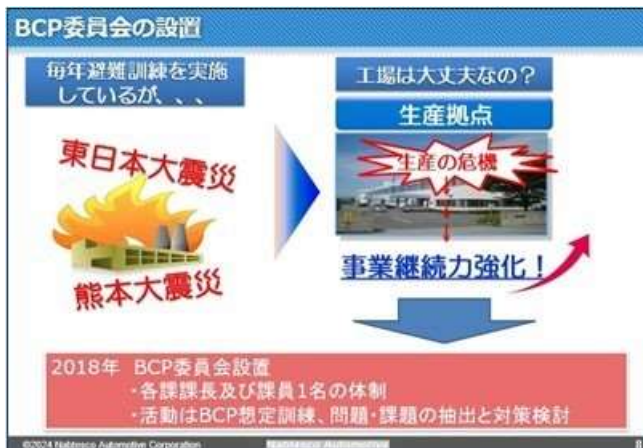 BCP委員会の設置
毎年避難訓練を実施
しているが、、、
東日本大震災
熊本大震災
工場は大丈夫なの？
生産拠点
生産の危機
事業継続力強化！
2018年 BCP委員会設置
・各課課長及び課員1名の体制
・活動はBCP想定訓練、問題・課題の抽出と対策検討
©2024 Nabtesco Automotive Corporation
Nabtesco Automotive
8